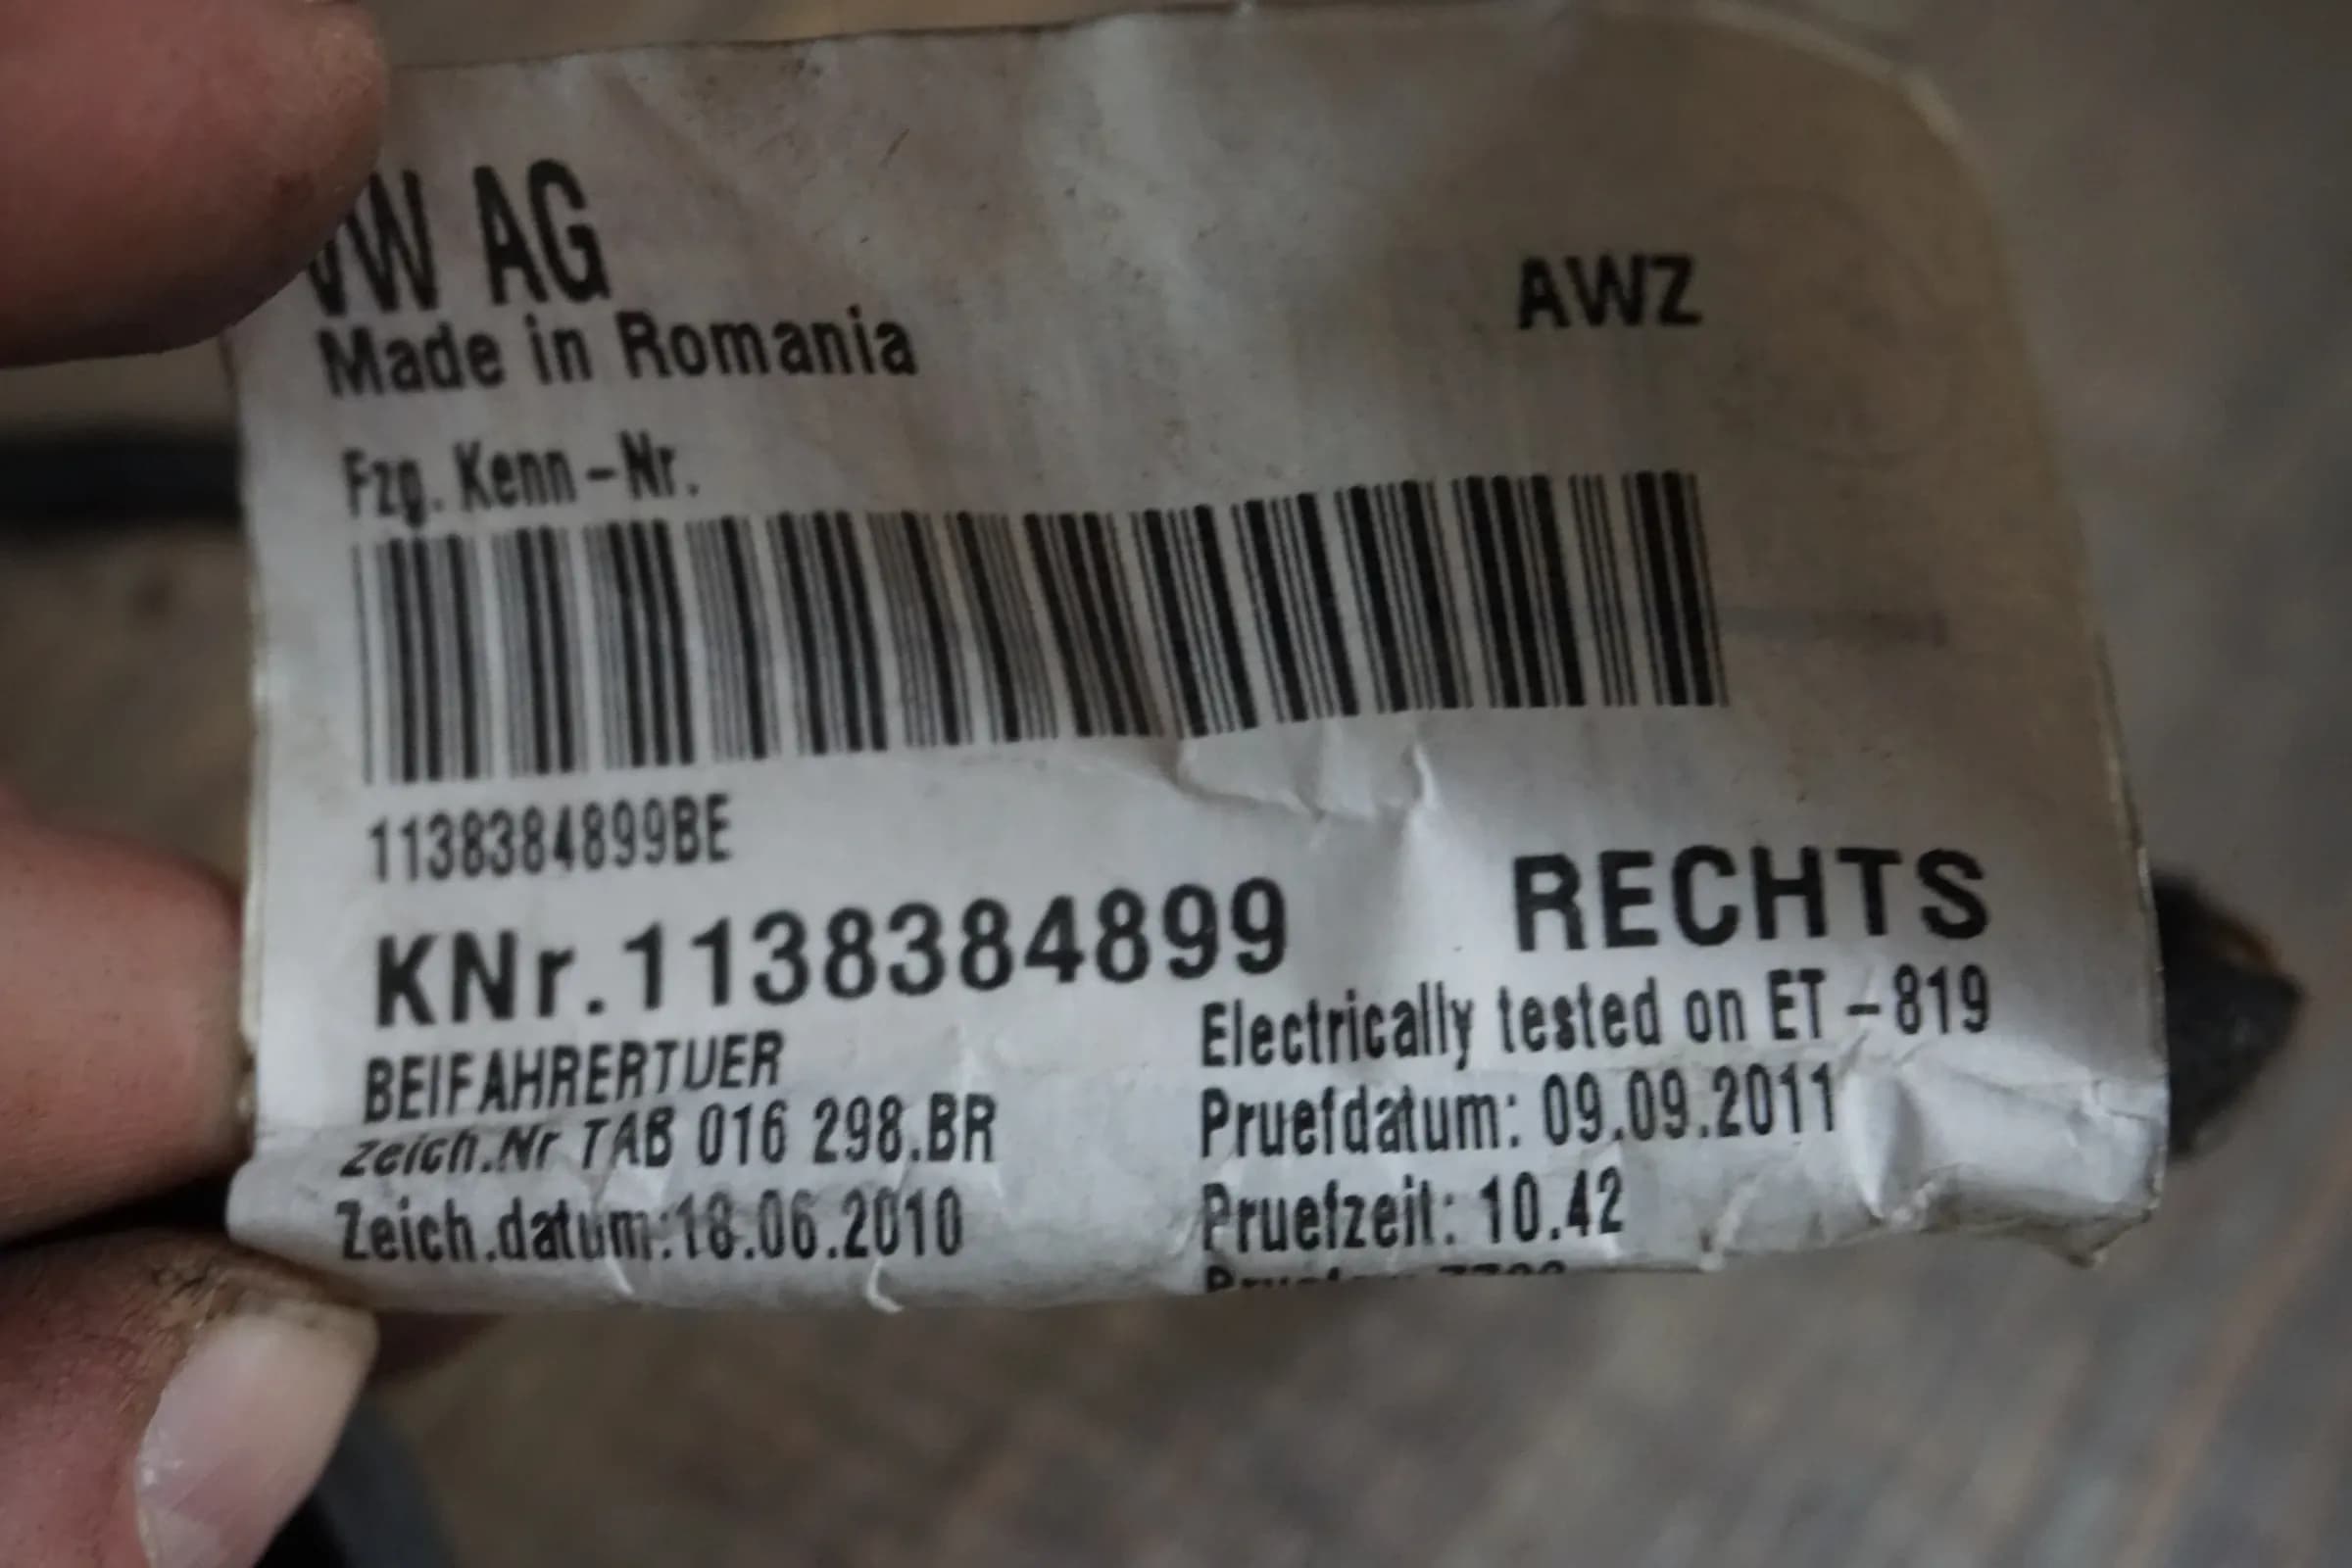 VW AG
Made in Romania
AWZ
Fzg. Kenn-Nr.
1138384899BE
KNr.1138384899
RECHTS
BEIFAHRERTUER
Electrically tested on ET-819
Zeich.Nr TAB 016 298.BR
Pruefdatum: 09.09.2011
Zeich.datum:18.06.2010
Pruefzeit: 10.42